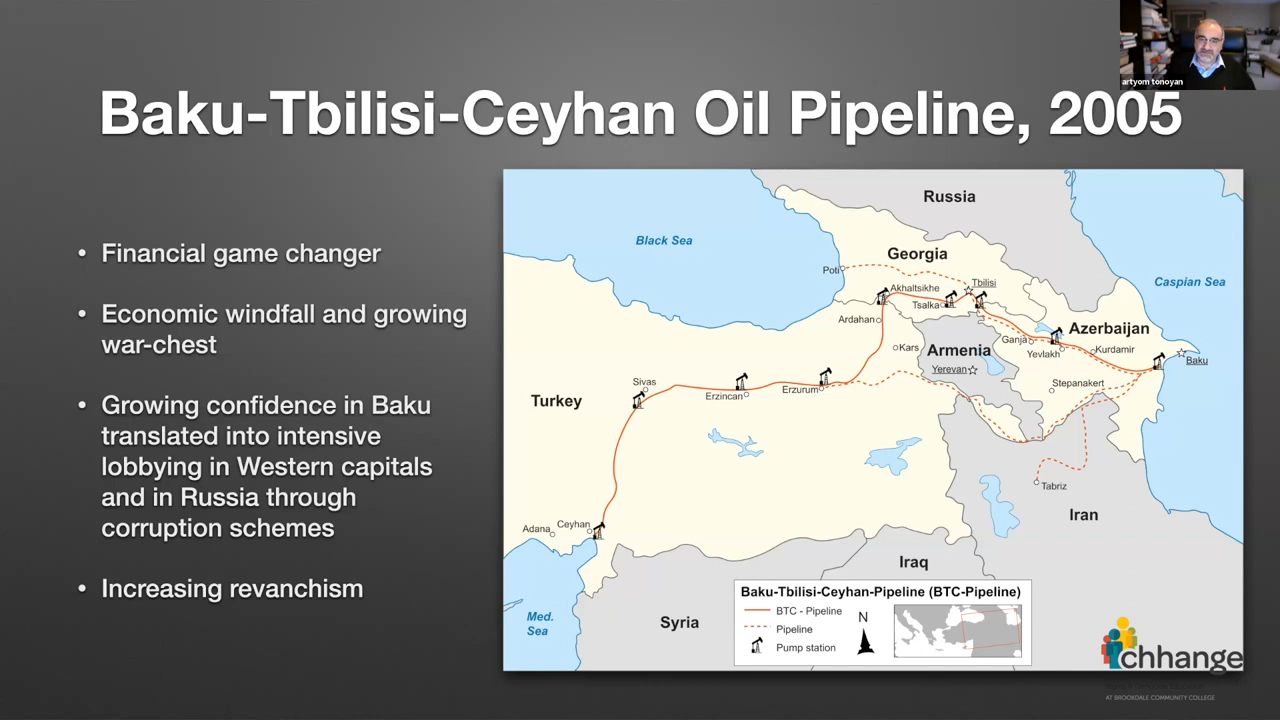 artyom tonoyan
Baku-Tbilisi-Ceyhan Oil Pipeline, 2005
• Financial game changer
• Economic windfall and growing
war-chest
• Growing confidence in Baku
translated into intensive
lobbying in Western capitals
and in Russia through
corruption schemes
• Increasing revanchism
Russia
Black Sea
Georgia
Poti
Tbilisi
Caspian Sea
Akhaltsikhe
Tsalka
Ardahan
Azerbaijan
Ganja
Kars
Armenia
Yevlakh
Kurdamir
Baku
Yerevan
Sivas
Stepanakert
Erzincan
Erzurum
Turkey
Tabriz
Iran
Adana
Ceyhan
Iraq
Med.
Sea
Syria
Baku-Tbilisi-Ceyhan-Pipeline (BTC-Pipeline)
BTC - Pipeline
Pipeline
Pump station
N
chhange
AT BROOKDALE COMMUNITY COLLEGE